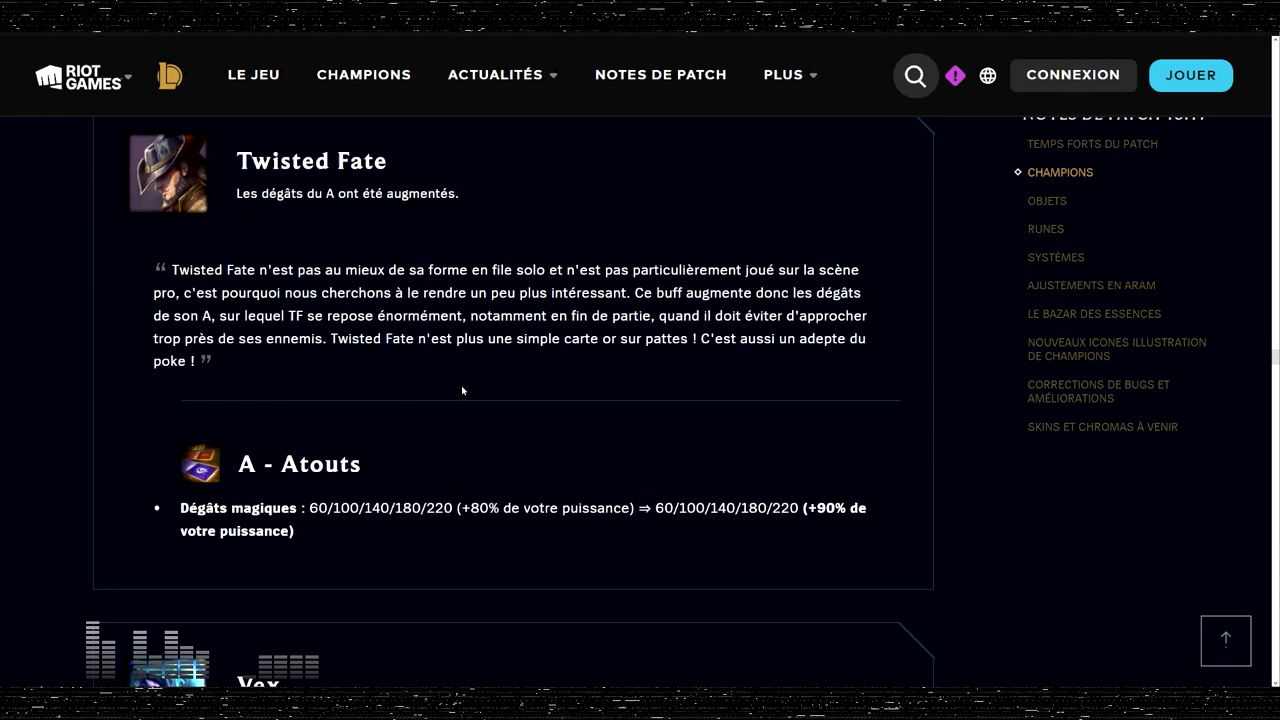 RIOT GAMES
LE JEU
CHAMPIONS
ACTUALITÉS
NOTES DE PATCH
PLUS
CONNEXION
JOUER
Twisted Fate
Les dégâts du A ont été augmentés.
“ Twisted Fate n'est pas au mieux de sa forme en file solo et n'est pas particulièrement joué sur la scène
pro, c'est pourquoi nous cherchons à le rendre un peu plus intéressant. Ce buff augmente donc les dégâts
de son A, sur lequel TF se repose énormément, notamment en fin de partie, quand il doit éviter d'approcher
trop près de ses ennemis. Twisted Fate n'est plus une simple carte or sur pattes ! C'est aussi un adepte du
poke ! ”
A - Atouts
• Dégâts magiques : 60/100/140/180/220 (+80% de votre puissance) ⇒ 60/100/140/180/220 (+90% de
votre puissance)
Vex
NOTES DE PATCH
TEMPS FORTS DU PATCH
CHAMPIONS
OBJETS
RUNES
SYSTÈMES
AJUSTEMENTS EN ARAM
LE BAZAR DES ESSENCES
NOUVEAUX ICONES ILLUSTRATION
DE CHAMPIONS
CORRECTIONS DE BUGS ET
AMÉLIORATIONS
SKINS ET CHROMAS À VENIR